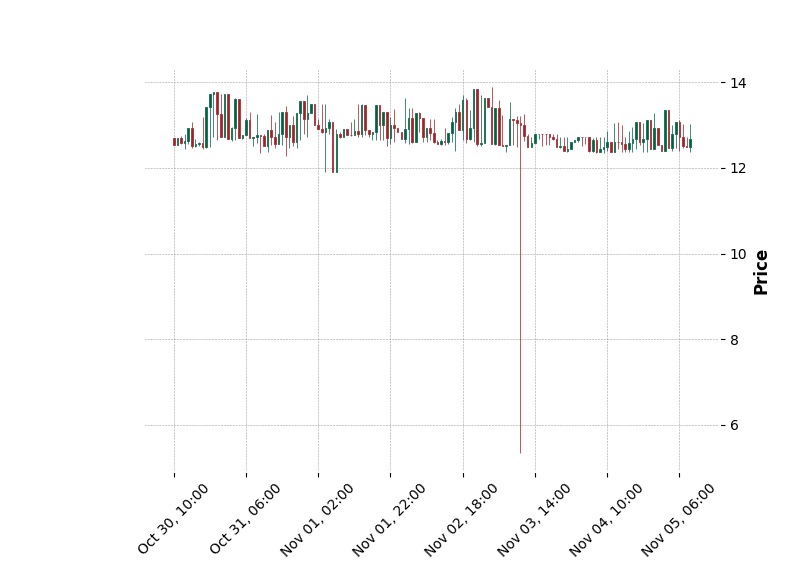 14
12
10
8
6
Price
Oct 30, 10:00
Oct 31, 06:00
Nov 01, 02:00
Nov 01, 22:00
Nov 02, 18:00
Nov 03, 14:00
Nov 04, 10:00
Nov 05, 06:00